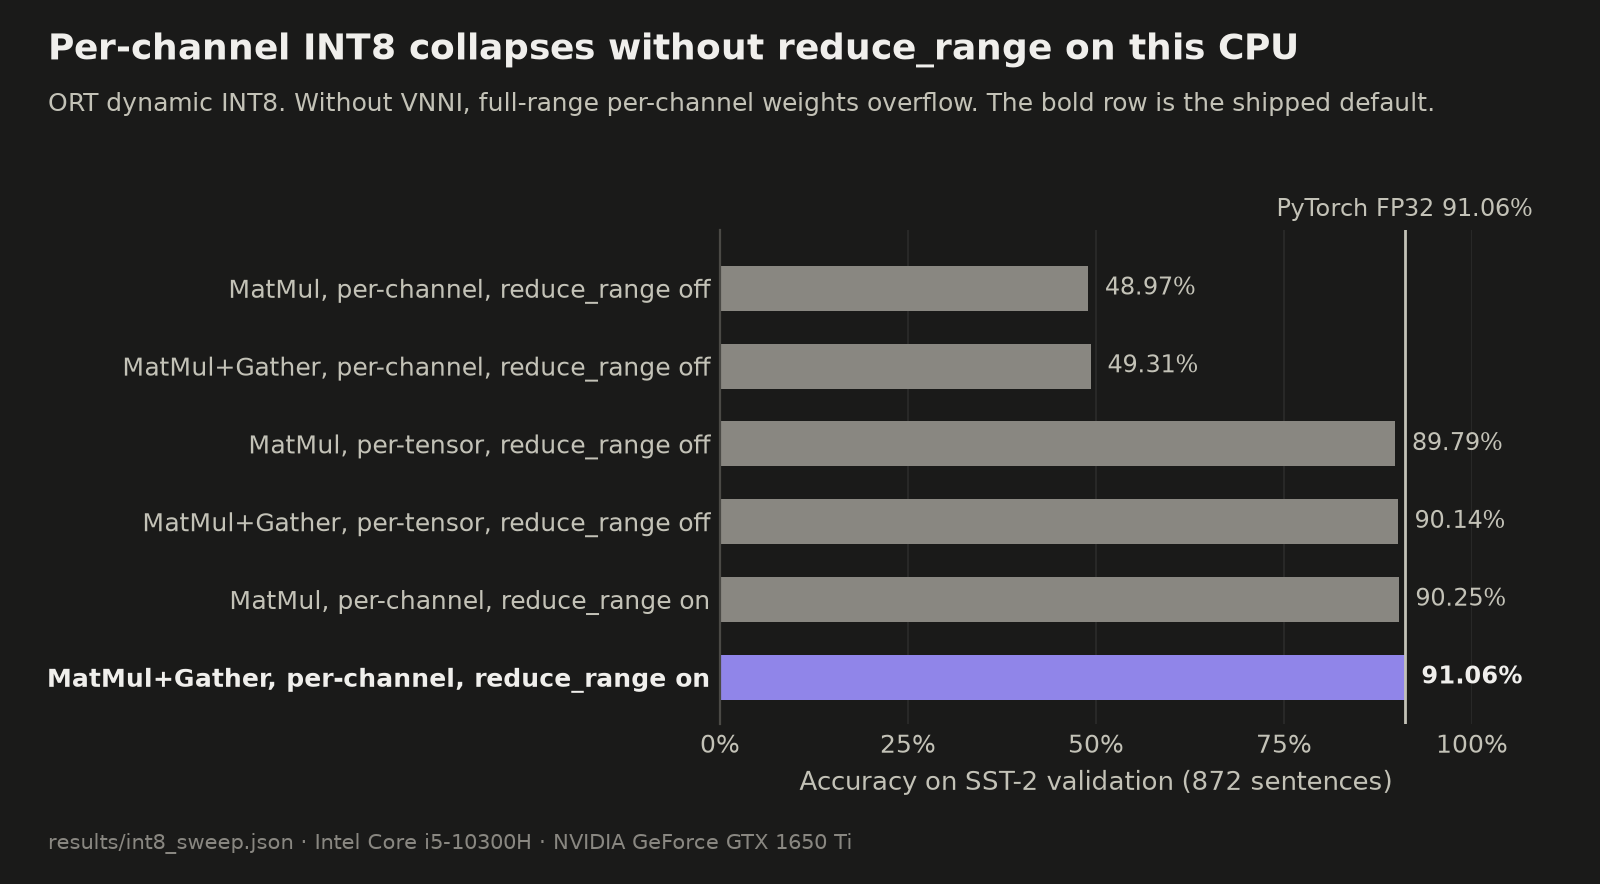 Per-channel INT8 collapses without reduce_range on this CPU
ORT dynamic INT8. Without VNNI, full-range per-channel weights overflow. The bold row is the shipped default.
PyTorch FP32 91.06%
MatMul, per-channel, reduce_range off 48.97%
MatMul+Gather, per-channel, reduce_range off 49.31%
MatMul, per-tensor, reduce_range off 89.79%
MatMul+Gather, per-tensor, reduce_range off 90.14%
MatMul, per-channel, reduce_range on 90.25%
MatMul+Gather, per-channel, reduce_range on 91.06%
0% 25% 50% 75% 100%
Accuracy on SST-2 validation (872 sentences)
results/int8_sweep.json · Intel Core i5-10300H · NVIDIA GeForce GTX 1650 Ti